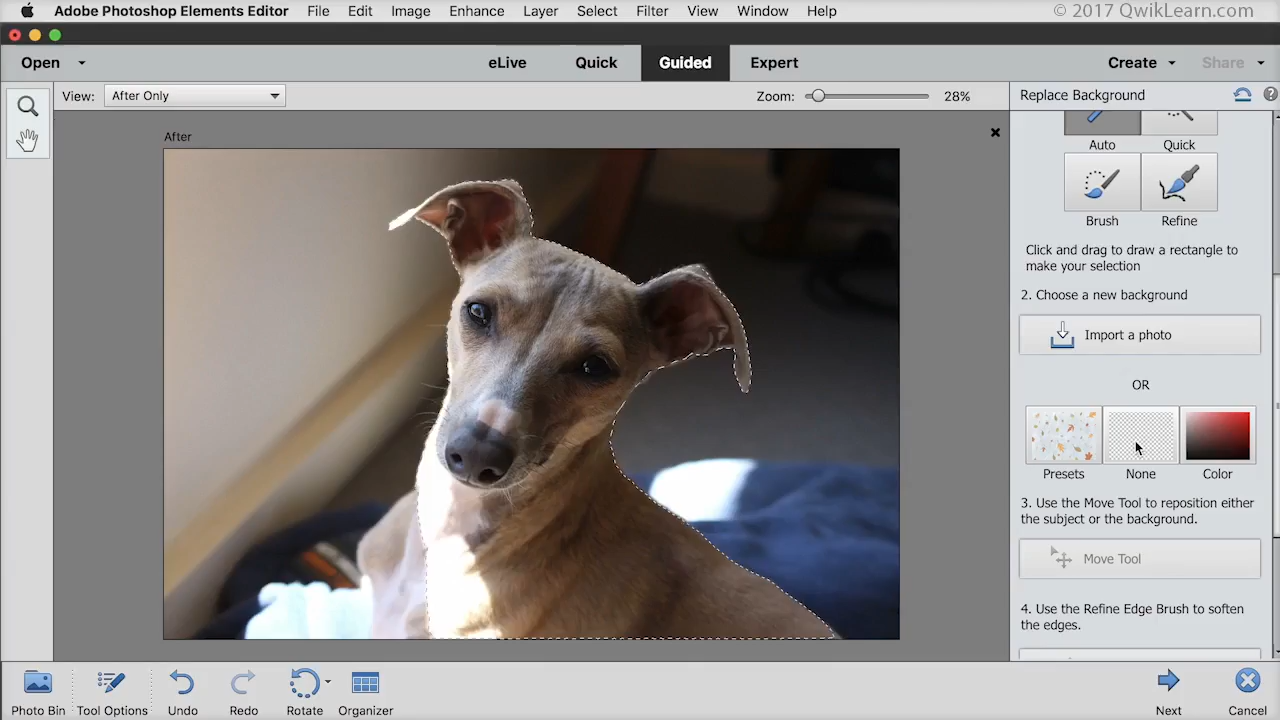 Adobe Photoshop Elements Editor File Edit Image Enhance Layer Select Filter View Window Help © 2017 QwikLearn.com
Open eLive Quick Guided Expert Create Share
View: After Only Zoom: 28% Replace Background ?
After
Auto Quick
Brush Refine
Click and drag to draw a rectangle to
make your selection
2. Choose a new background
Import a photo
OR
Presets None Color
3. Use the Move Tool to reposition either
the subject or the background.
Move Tool
4. Use the Refine Edge Brush to soften
the edges.
Photo Bin Tool Options Undo Redo Rotate Organizer Next Cancel